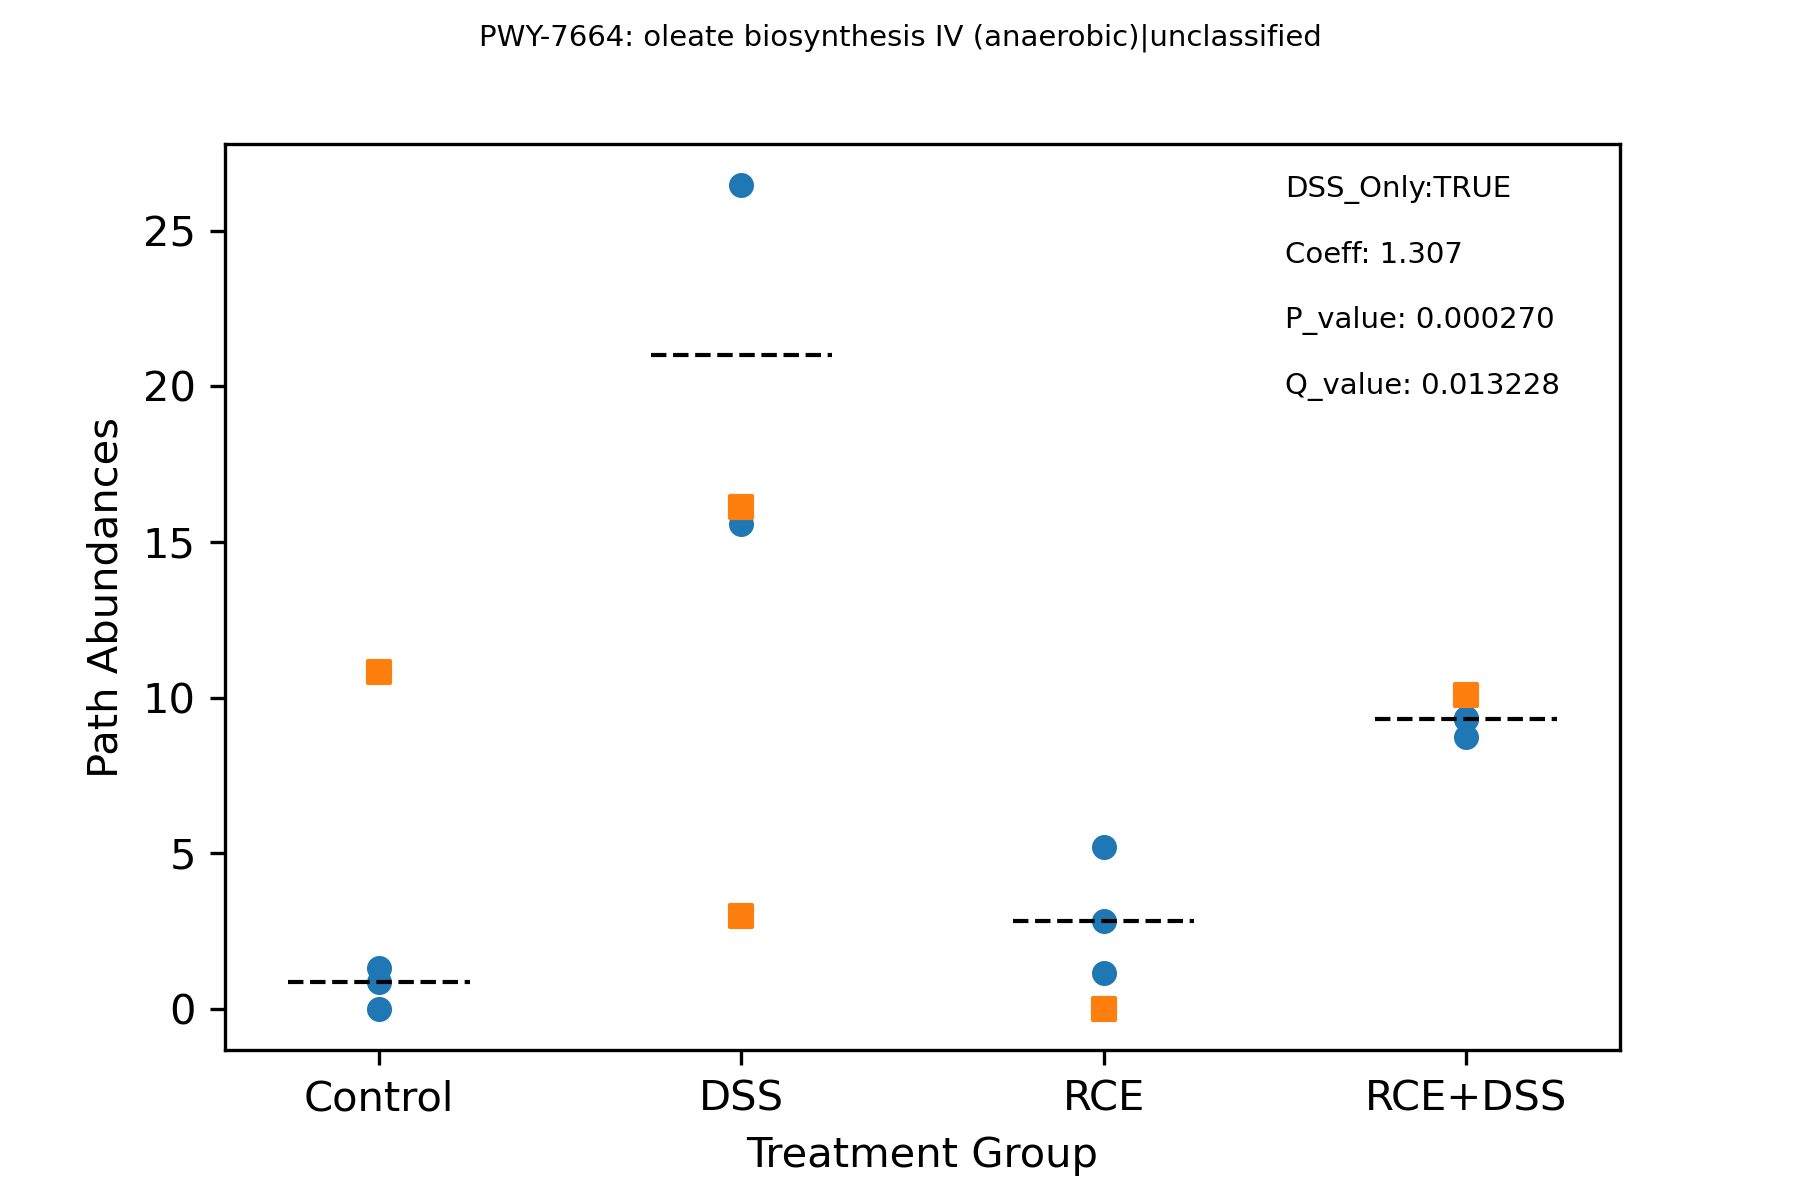 PWY-7664: oleate biosynthesis IV (anaerobic)|unclassified
DSS_Only:TRUE
Coeff: 1.307
P_value: 0.000270
Q_value: 0.013228
Path Abundances
25
20
15
10
5
0
Control
DSS
RCE
RCE+DSS
Treatment Group